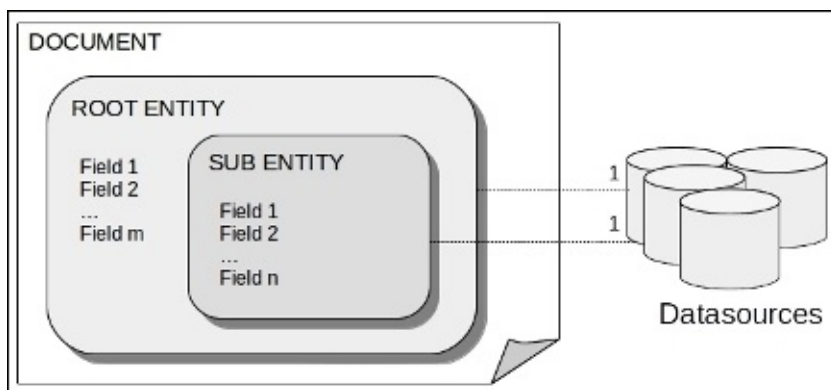 DOCUMENT
ROOT ENTITY
Field 1
Field 2
...
Field m
SUB ENTITY
Field 1
Field 2
...
Field n
1
1
Datasources